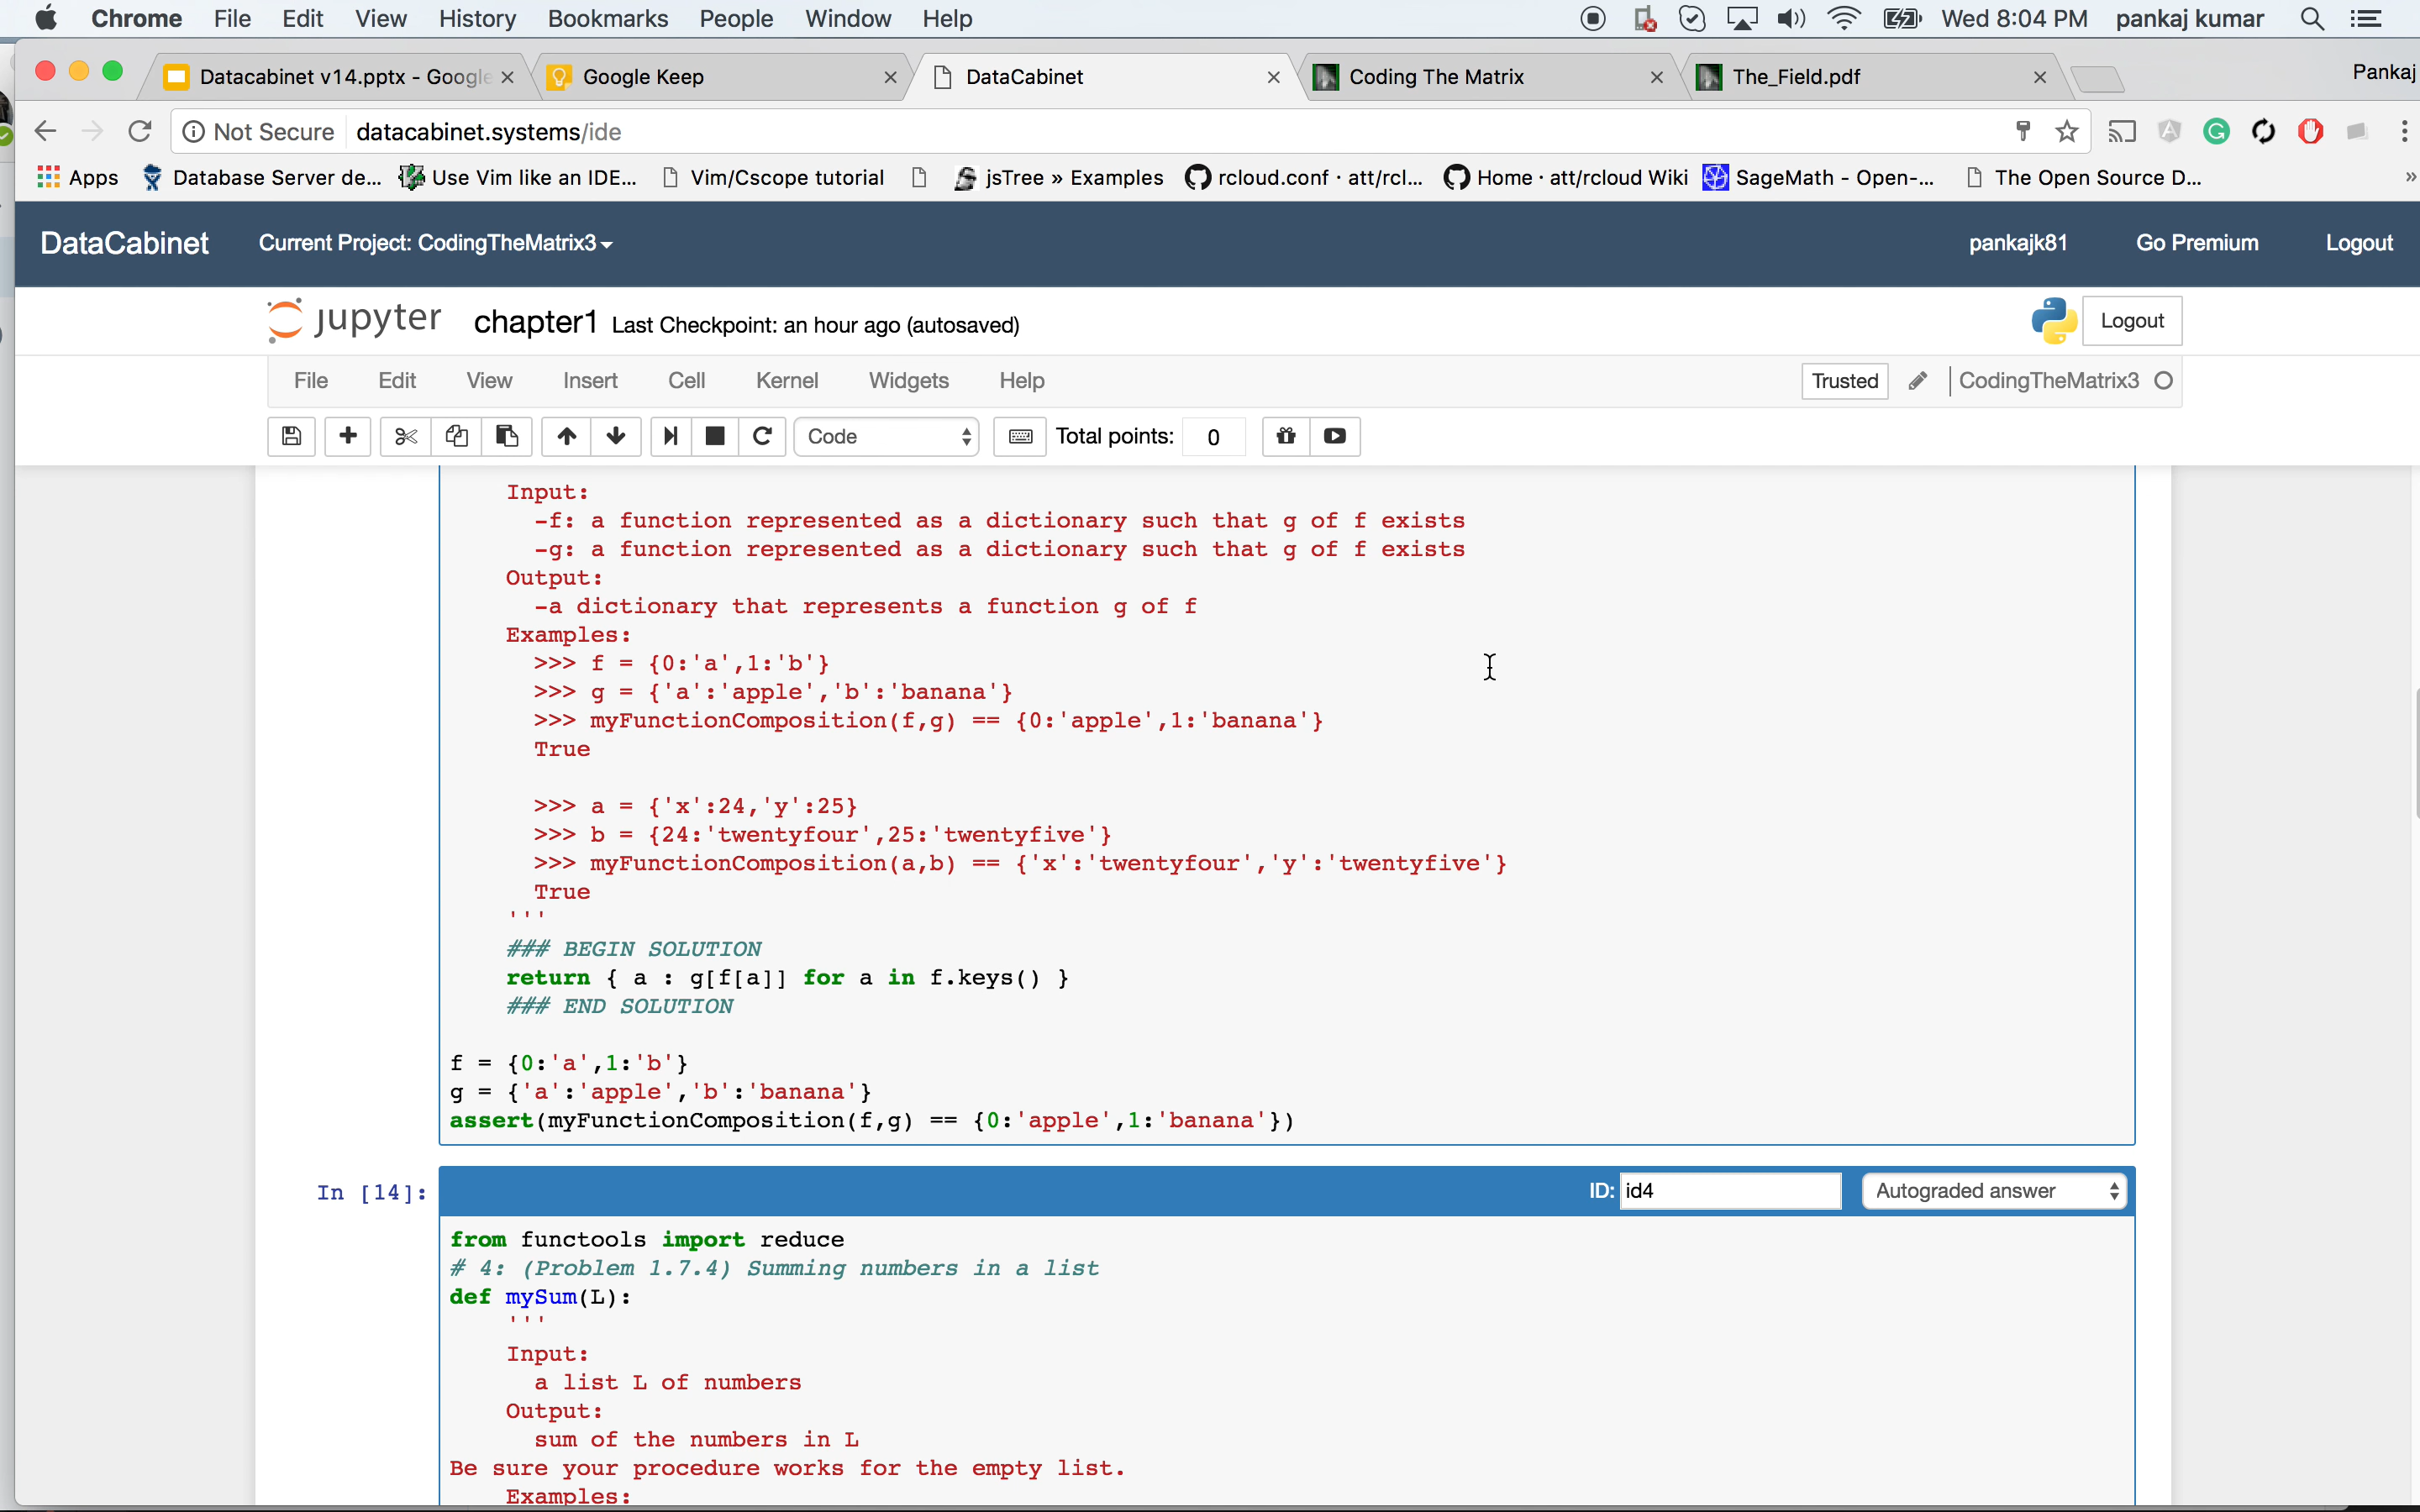 Chrome File Edit View History Bookmarks People Window Help Wed 8:04 PM pankaj kumar
Datacabinet v14.pptx - Google Google Keep DataCabinet Coding The Matrix The_Field.pdf Pankaj
Not Secure datacabinet.systems/ide
Apps Database Server de... Use Vim like an IDE... Vim/Cscope tutorial jsTree » Examples rcloud.conf · att/rcl... Home · att/rcloud Wiki SageMath - Open-... The Open Source D... »
DataCabinet Current Project: CodingTheMatrix3 pankajk81 Go Premium Logout
jupyter chapter1 Last Checkpoint: an hour ago (autosaved) Logout
File Edit View Insert Cell Kernel Widgets Help Trusted CodingTheMatrix3
Code Total points: 0
Input:
-f: a function represented as a dictionary such that g of f exists
-g: a function represented as a dictionary such that g of f exists
Output:
-a dictionary that represents a function g of f
Examples:
>>> f = {0:'a',1:'b'}
>>> g = {'a':'apple','b':'banana'}
>>> myFunctionComposition(f,g) == {0:'apple',1:'banana'}
True
>>> a = {'x':24,'y':25}
>>> b = {24:'twentyfour',25:'twentyfive'}
>>> myFunctionComposition(a,b) == {'x':'twentyfour','y':'twentyfive'}
True
'''
### BEGIN SOLUTION
return { a : g[f[a]] for a in f.keys() }
### END SOLUTION
f = {0:'a',1:'b'}
g = {'a':'apple','b':'banana'}
assert(myFunctionComposition(f,g) == {0:'apple',1:'banana'})
In [14]: ID: id4 Autograded answer
from functools import reduce
# 4: (Problem 1.7.4) Summing numbers in a list
def mySum(L):
'''
Input:
a list L of numbers
Output:
sum of the numbers in L
Be sure your procedure works for the empty list.
Examples: